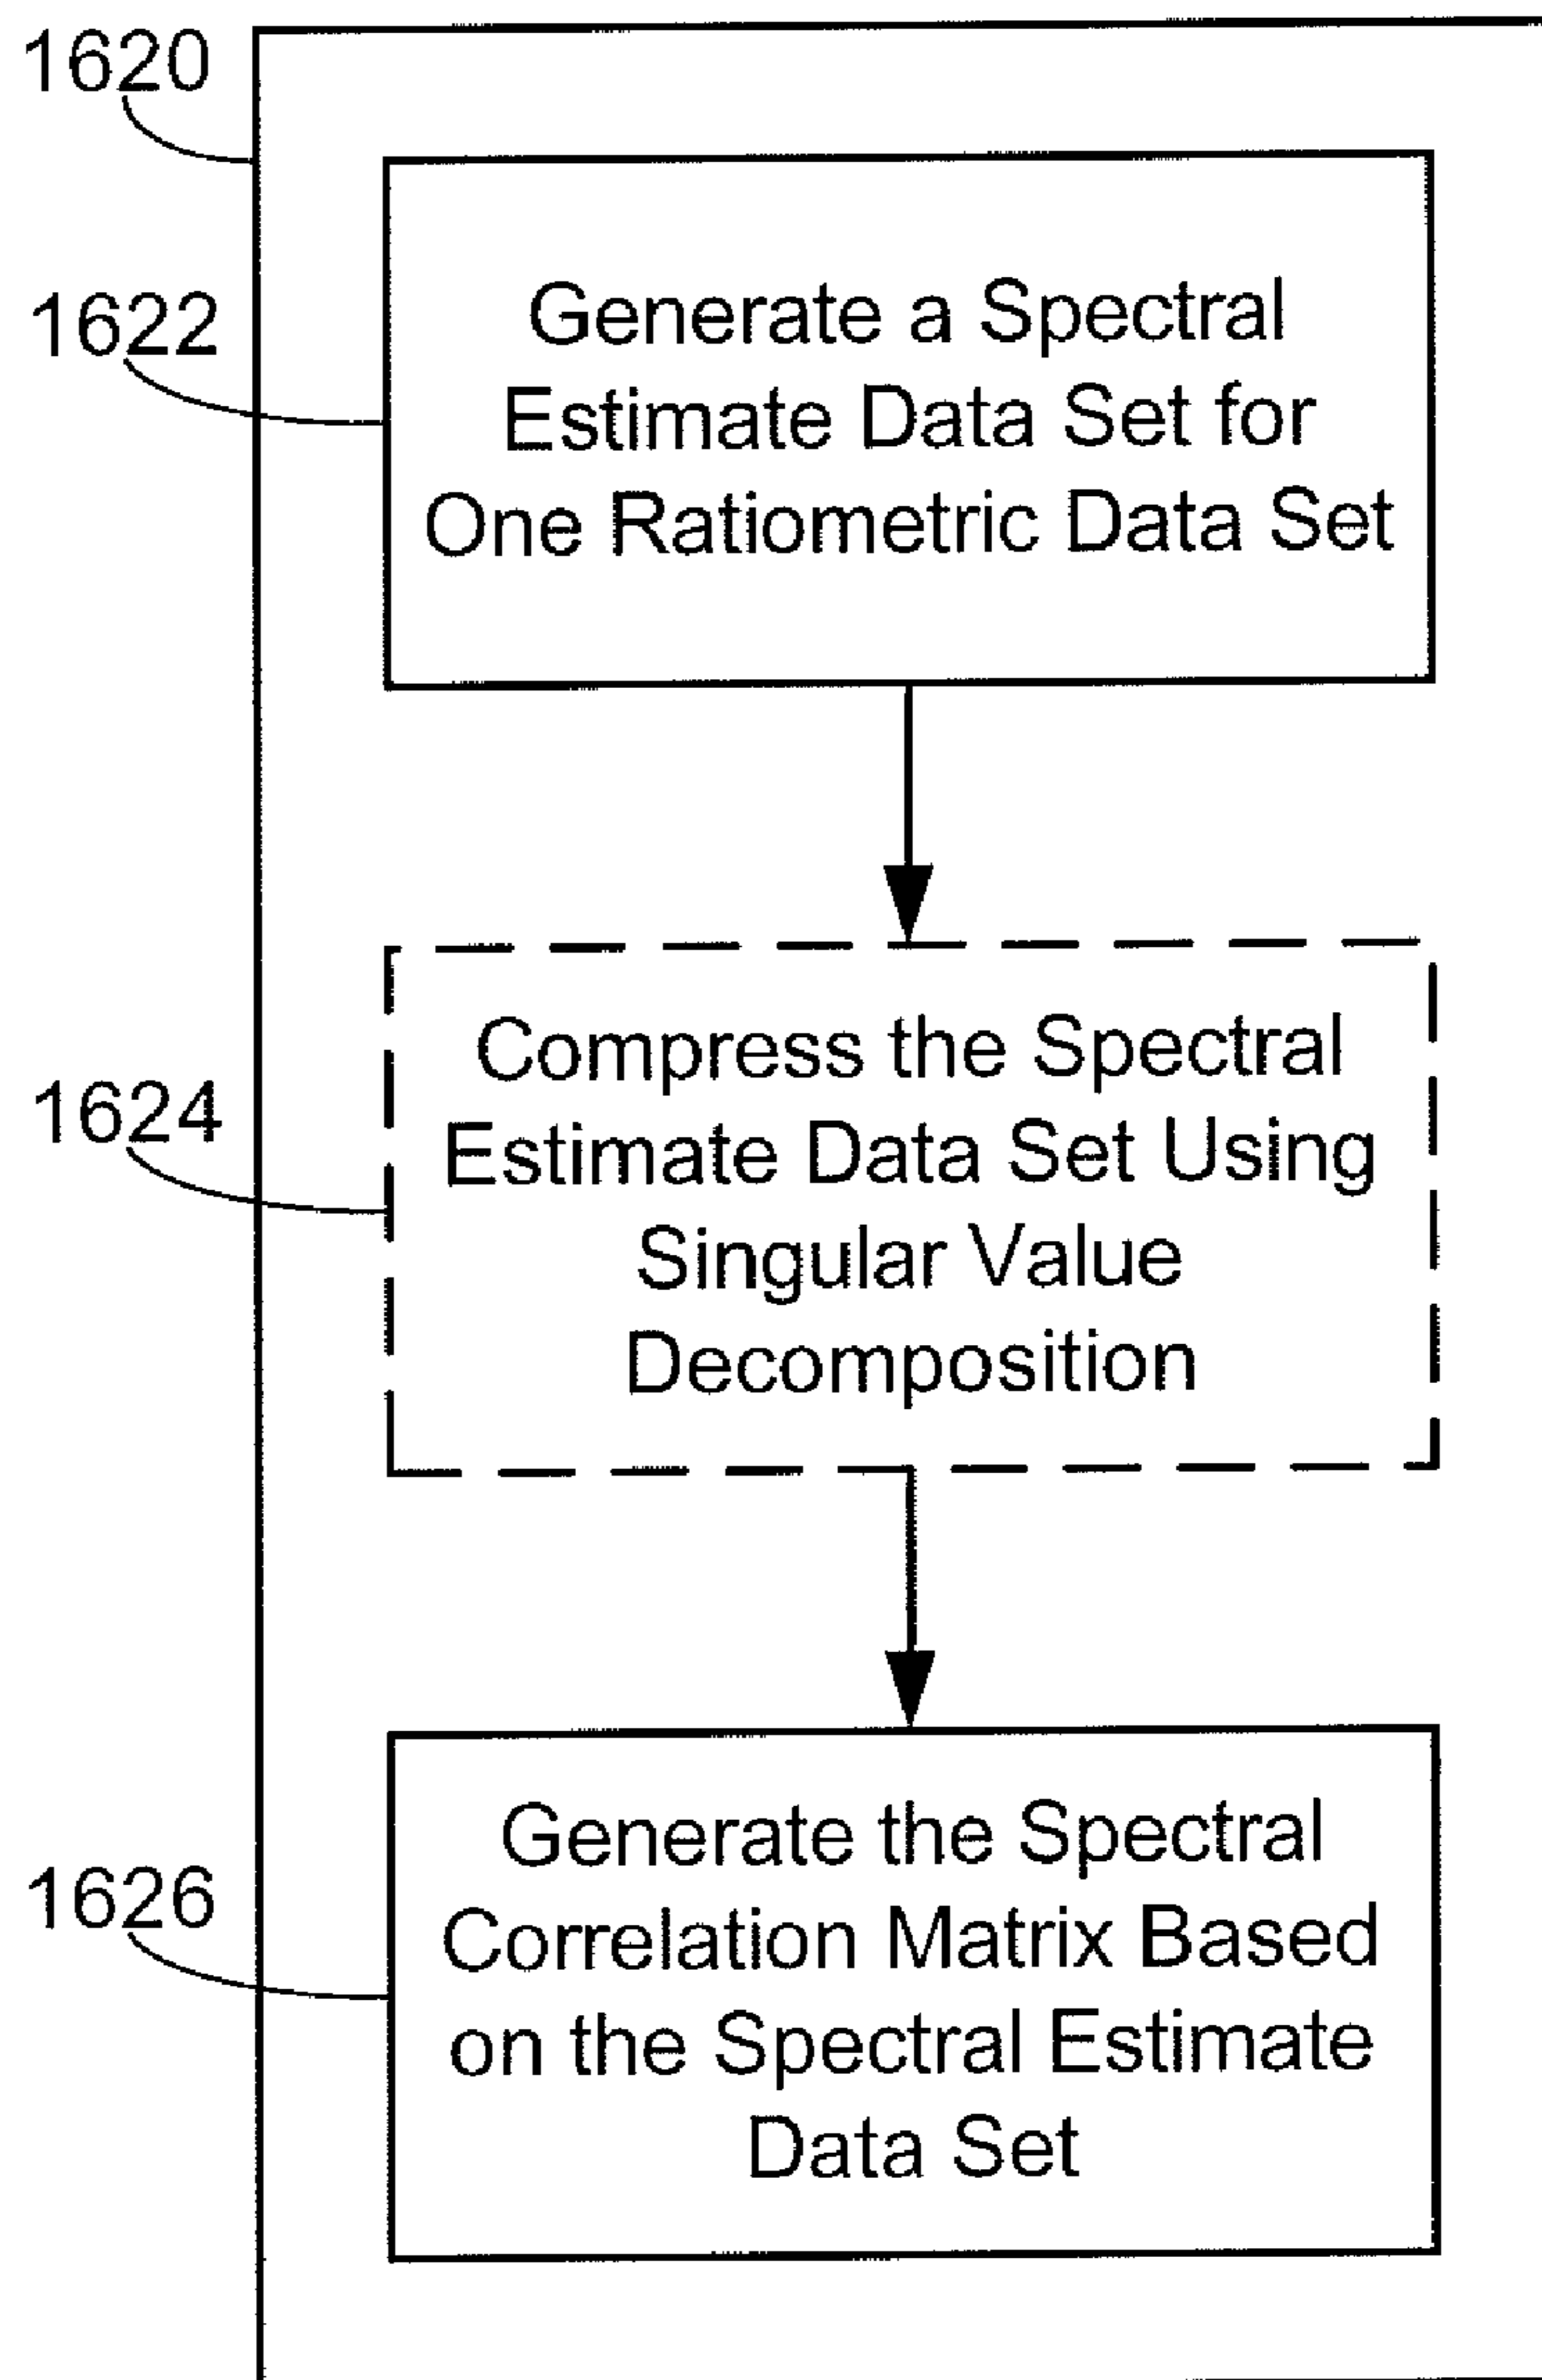 1620
1622
Generate a Spectral
Estimate Data Set for
One Ratiometric Data Set
1624
Compress the Spectral
Estimate Data Set Using
Singular Value
Decomposition
1626
Generate the Spectral
Correlation Matrix Based
on the Spectral Estimate
Data Set